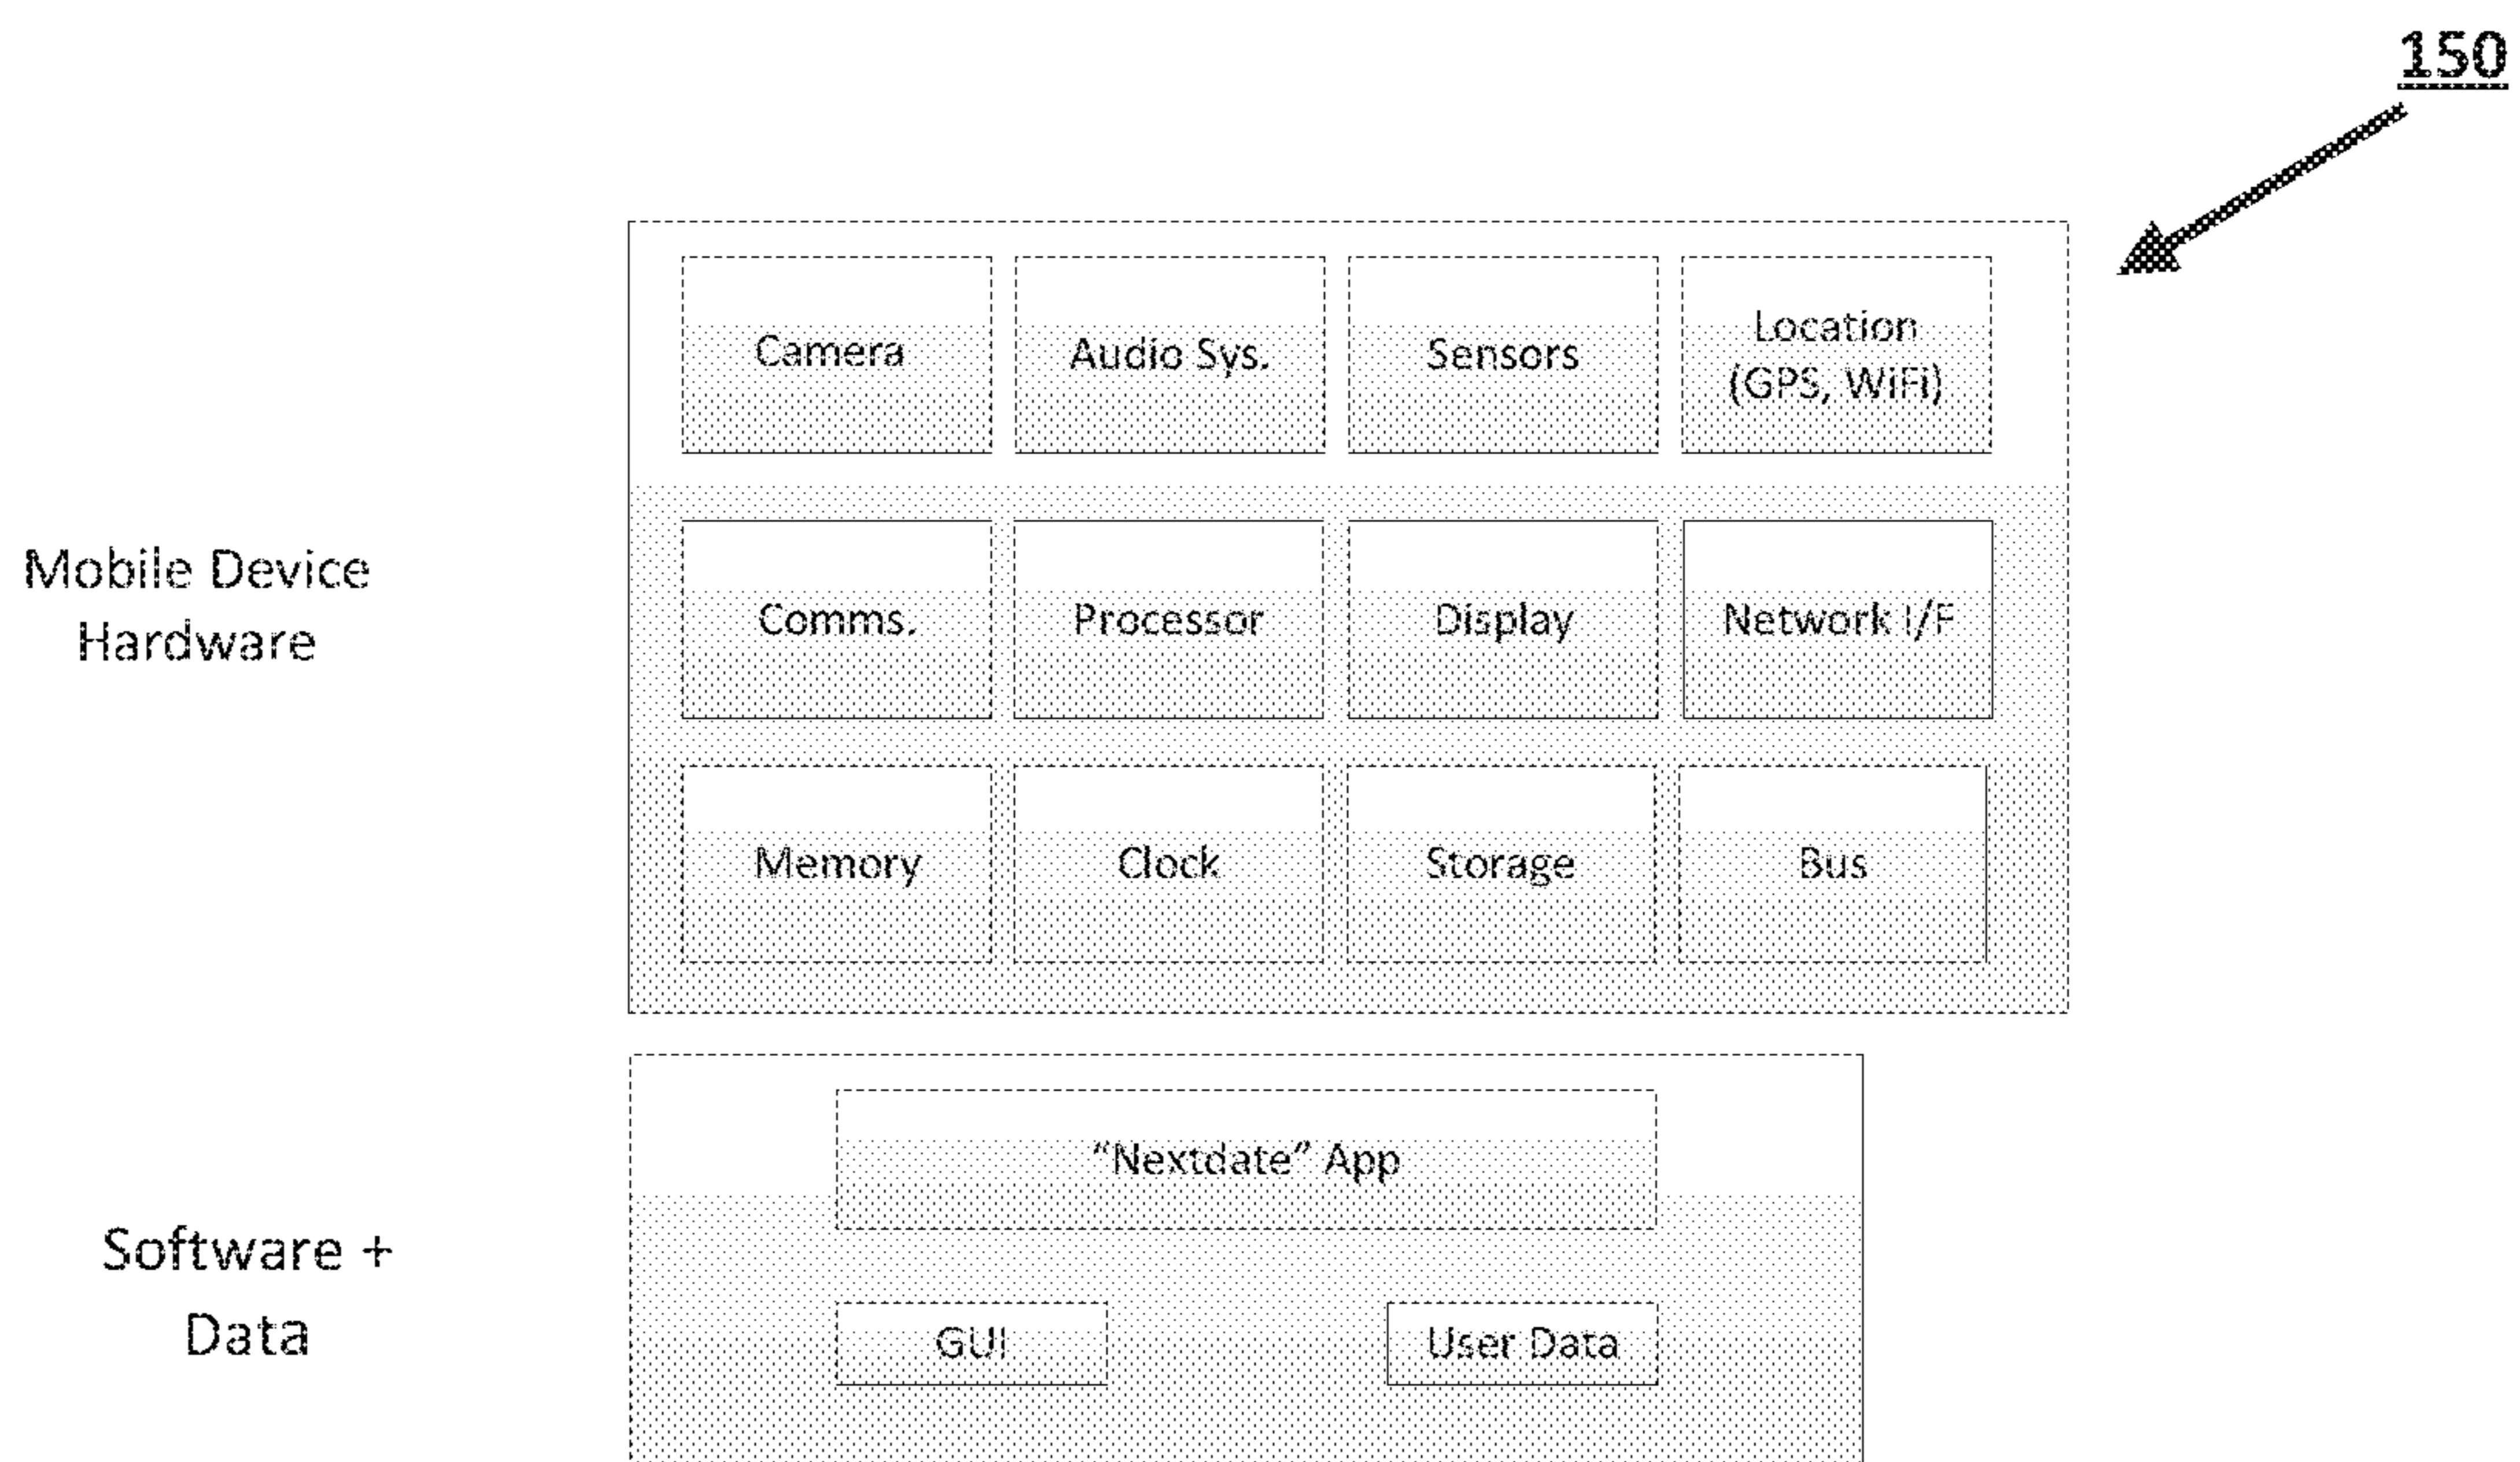 150
Camera
Audio Sys.
Sensors
Location
(GPS, WiFi)
Mobile Device
Hardware
Comms.
Processor
Display
Network I/F
Memory
Clock
Storage
Bus
"Nextdate" App
Software +
Data
GUI
User Data